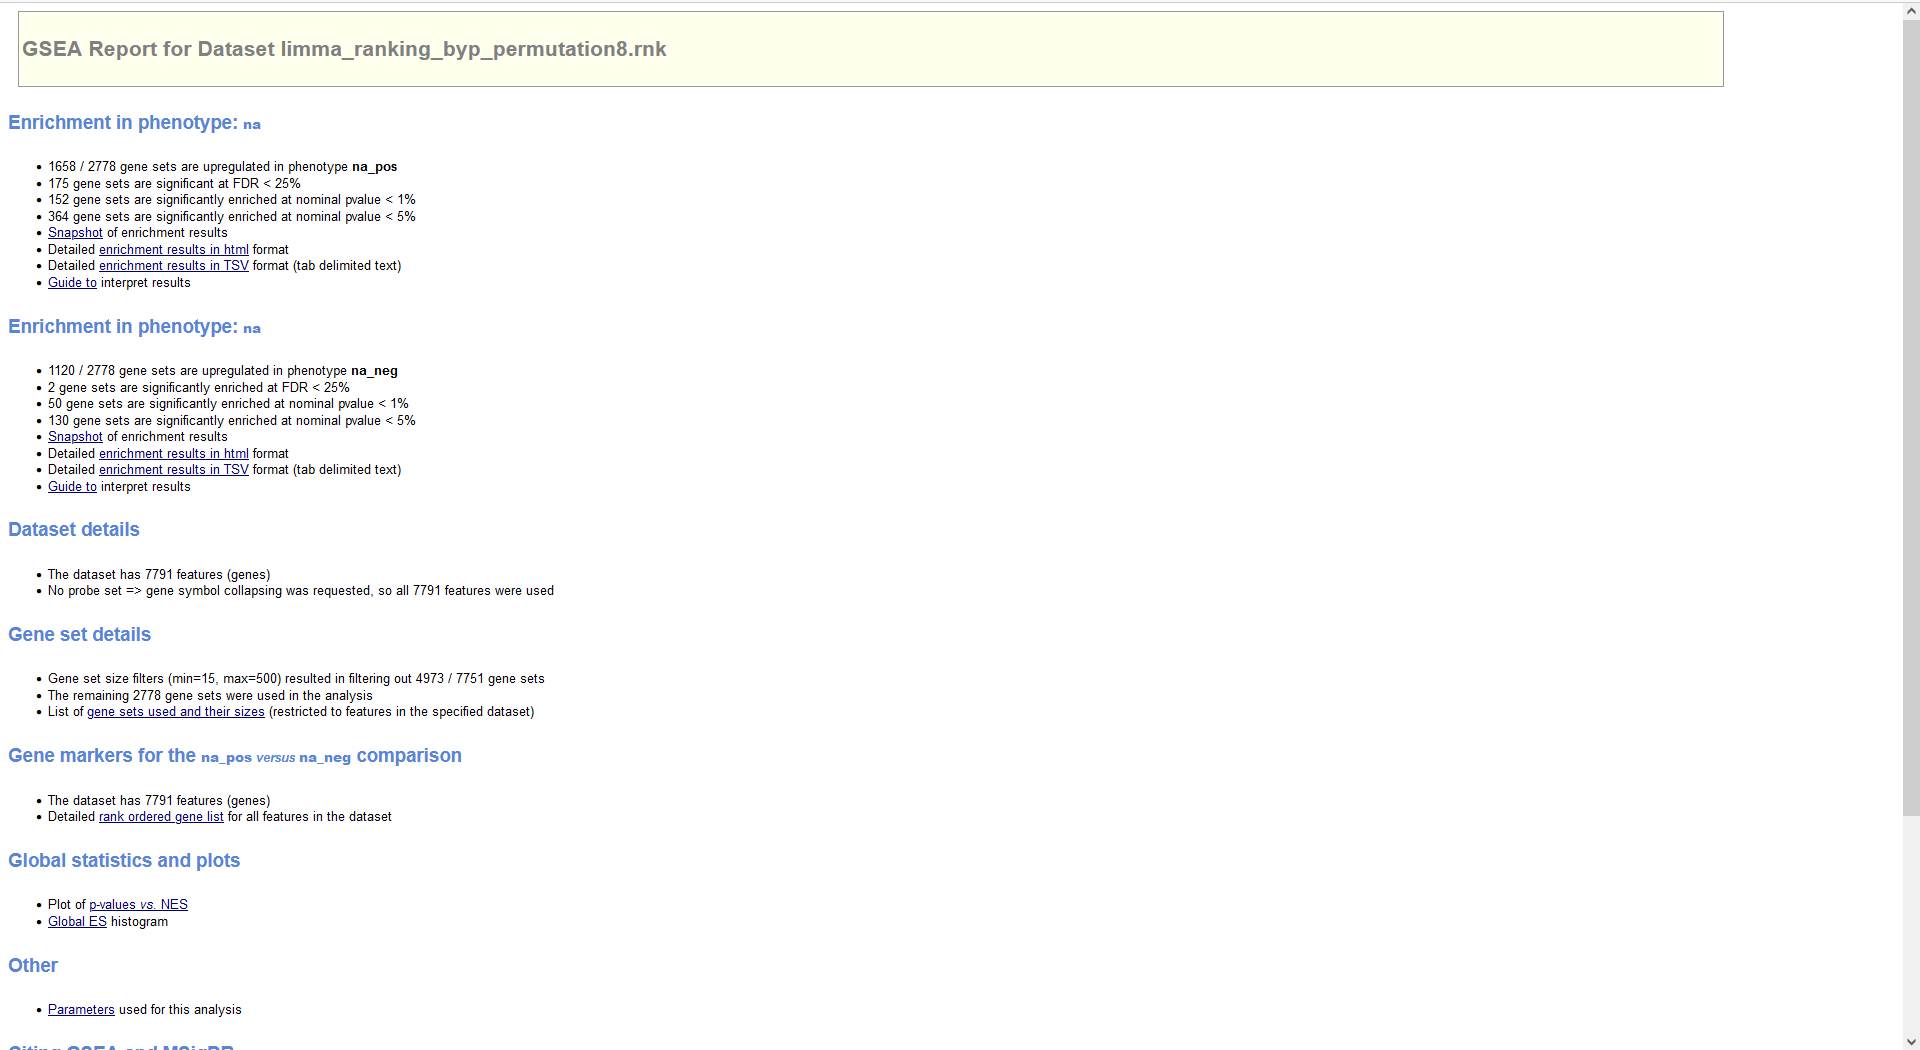 GSEA Report for Dataset limma_ranking_byp_permutation8.rnk
Enrichment in phenotype: na
• 1658 / 2778 gene sets are upregulated in phenotype na_pos
• 175 gene sets are significant at FDR < 25%
• 152 gene sets are significantly enriched at nominal pvalue < 1%
• 364 gene sets are significantly enriched at nominal pvalue < 5%
• Snapshot of enrichment results
• Detailed enrichment results in html format
• Detailed enrichment results in TSV format (tab delimited text)
• Guide to interpret results
Enrichment in phenotype: na
• 1120 / 2778 gene sets are upregulated in phenotype na_neg
• 2 gene sets are significantly enriched at FDR < 25%
• 50 gene sets are significantly enriched at nominal pvalue < 1%
• 130 gene sets are significantly enriched at nominal pvalue < 5%
• Snapshot of enrichment results
• Detailed enrichment results in html format
• Detailed enrichment results in TSV format (tab delimited text)
• Guide to interpret results
Dataset details
• The dataset has 7791 features (genes)
• No probe set => gene symbol collapsing was requested, so all 7791 features were used
Gene set details
• Gene set size filters (min=15, max=500) resulted in filtering out 4973 / 7751 gene sets
• The remaining 2778 gene sets were used in the analysis
• List of gene sets used and their sizes (restricted to features in the specified dataset)
Gene markers for the na_pos versus na_neg comparison
• The dataset has 7791 features (genes)
• Detailed rank ordered gene list for all features in the dataset
Global statistics and plots
• Plot of p-values vs. NES
• Global ES histogram
Other
• Parameters used for this analysis
Citing GSEA and MSigDB